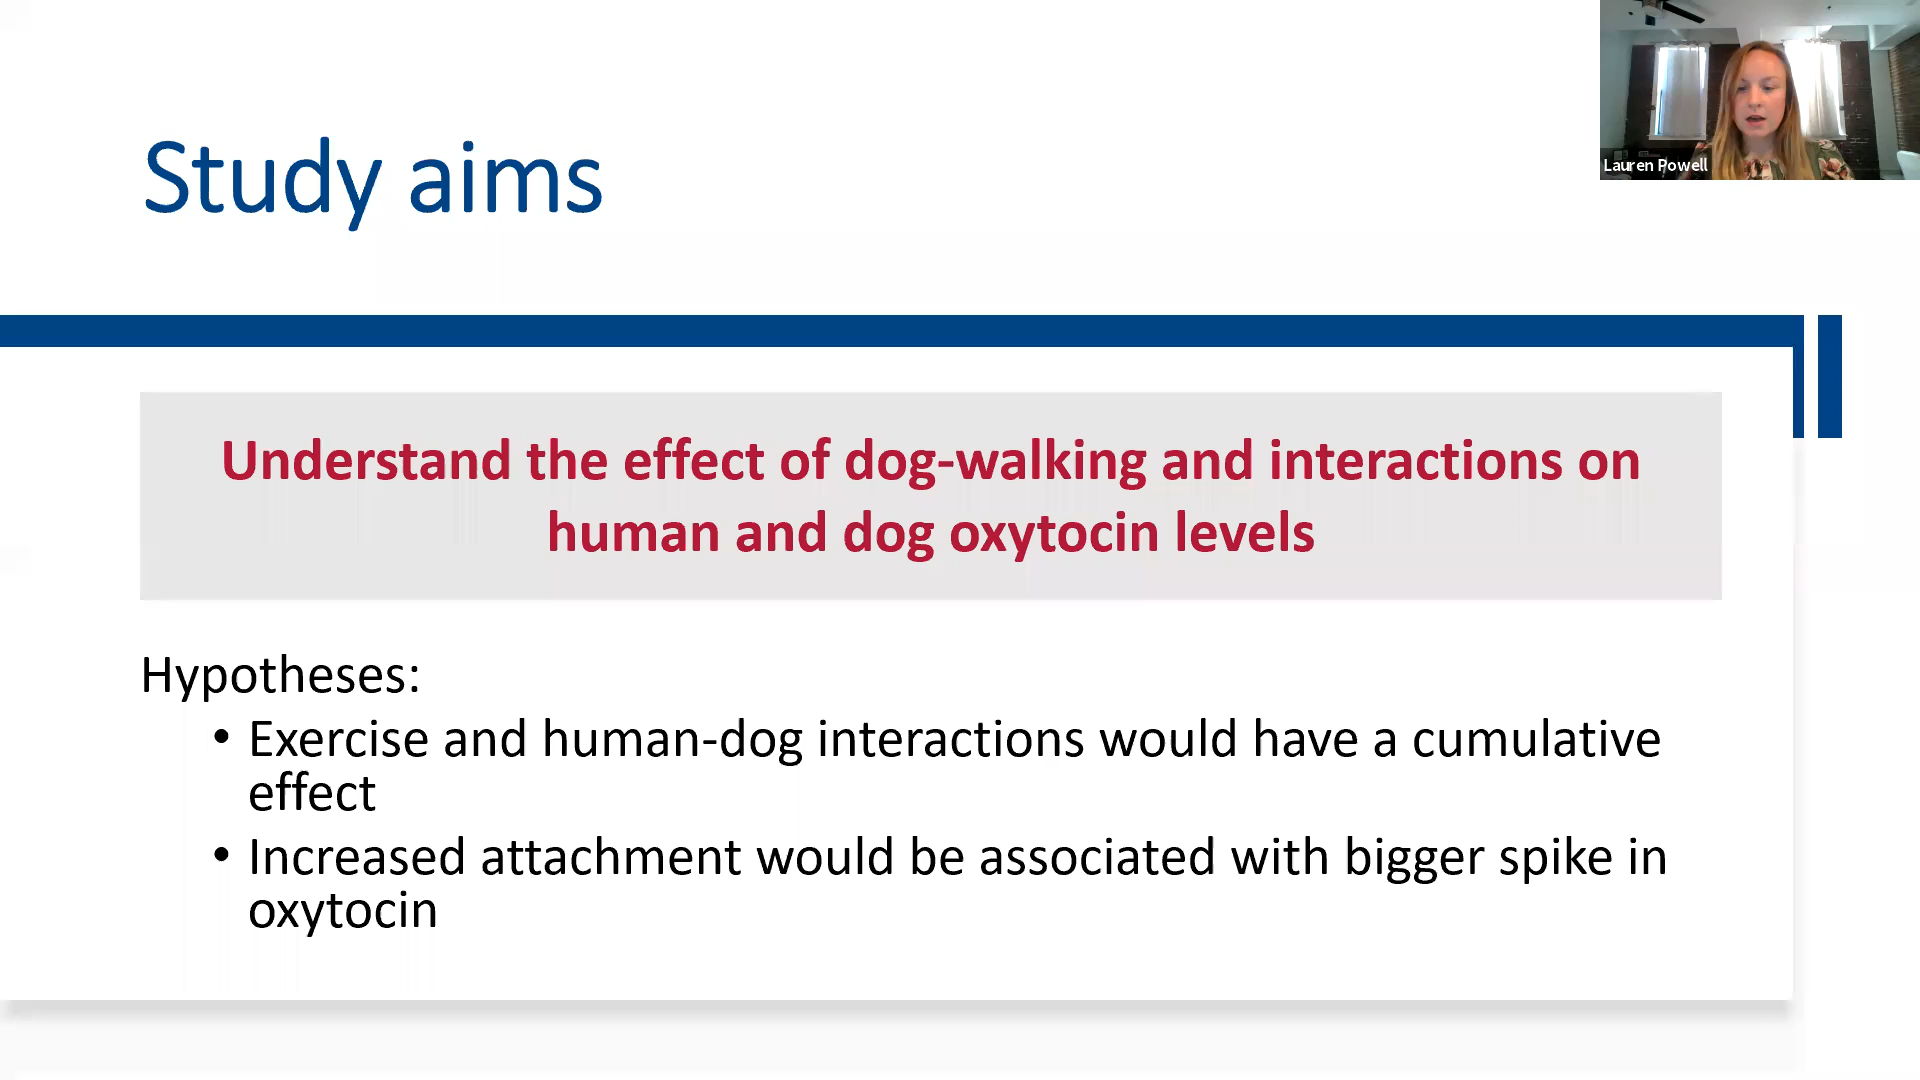 Study aims
Lauren Powell
Understand the effect of dog-walking and interactions on
human and dog oxytocin levels
Hypotheses:
• Exercise and human-dog interactions would have a cumulative
effect
• Increased attachment would be associated with bigger spike in
oxytocin